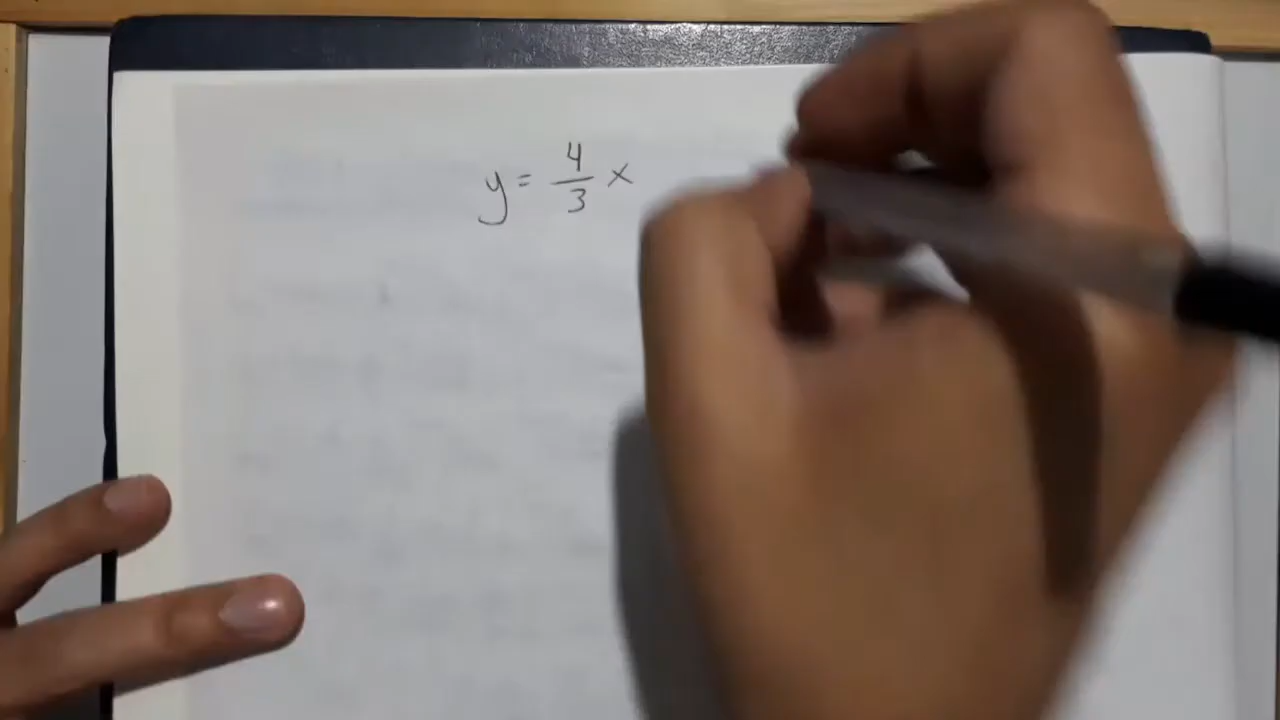 y = 4/3 x